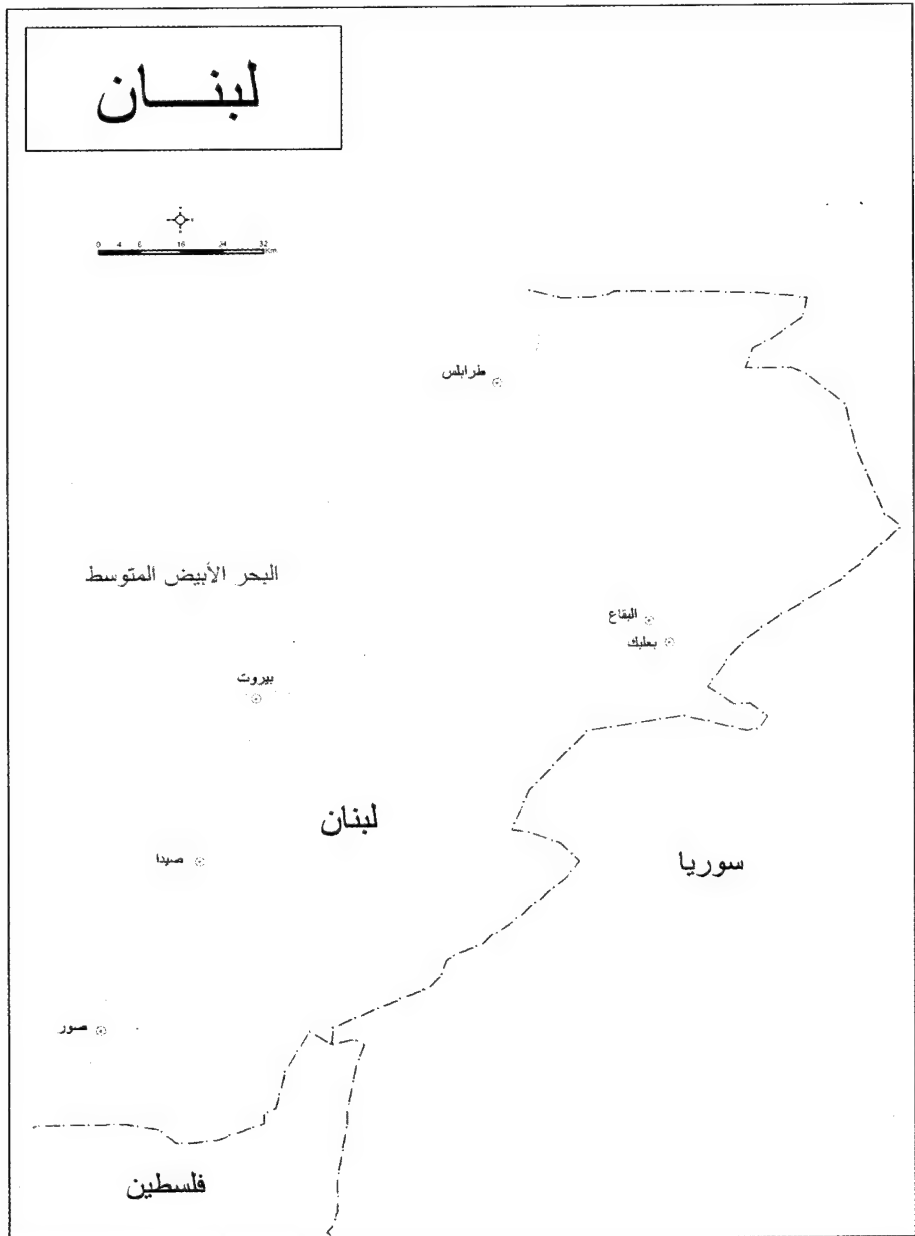 لبنـــان
0 4 8 16 24 32
Km
طرابلس
البحر الأبيض المتوسط
البقاع
بعلبك
بيروت
لبنان
سوريا
صيدا
صور
فلسطين